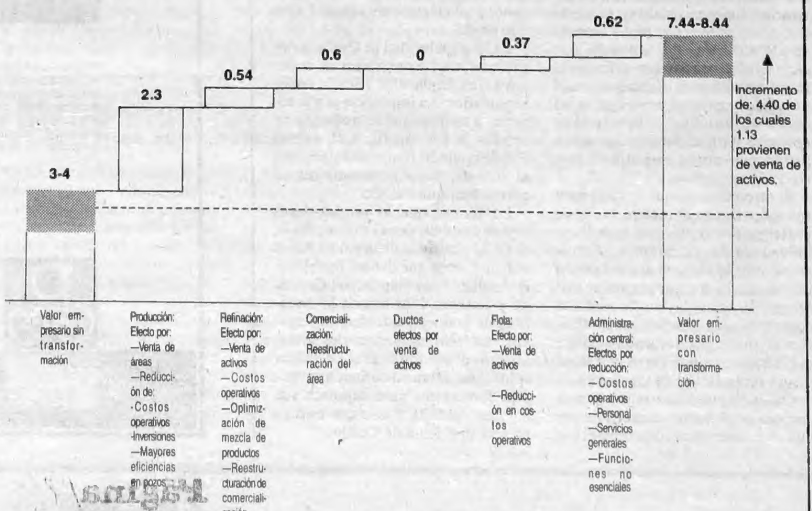 0.62
7.44-8.44
0.37
0.6
0
0.54
2.3
3-4
Incremento
de: 4.40 de
los cuales
1.13
provienen
de venta de
activos.
Valor em-
presario sin
transfor-
mación
Producción:
Efecto por:
—Venta de
áreas
—Reducci-
ón de:
-Costos
operativos
-Inversiones
—Mayores
eficiencias
en pozos
Refinación:
Efecto por:
—Venta de
activos
—Costos
operativos
—Optimiz-
ación de
mezcla de
productos
—Reestru-
cturación de
comerciali-
zación
Comerciali-
zación:
Reestructu-
ración del
área
Ductos -
efectos por
venta de
activos
Flota:
Efecto por:
—Venta de
activos
—Reducci-
ón en cos-
tos
operativos
Administra-
ción central:
Efectos por
reducción:
—Costos
operativos
—Personal
—Servicios
generales
—Funcio-
nes no
esenciales
Valor em-
presario
con
transforma-
ción